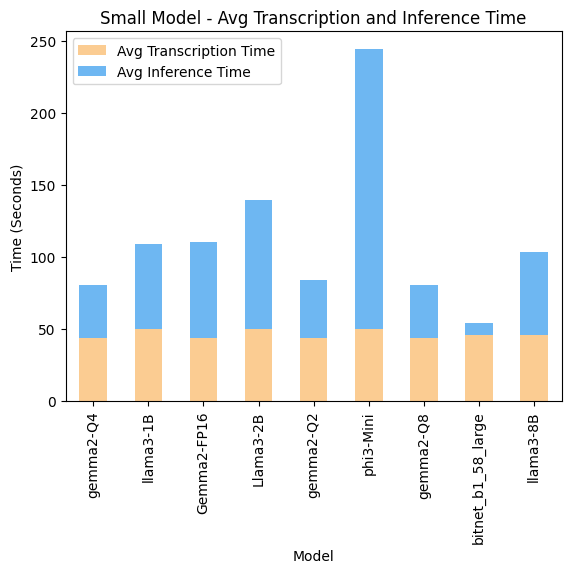 Small Model - Avg Transcription and Inference Time
Avg Transcription Time
Avg Inference Time
Time (Seconds)
250
200
150
100
50
0
gemma2-Q4
llama3-1B
Gemma2-FP16
Llama3-2B
gemma2-Q2
phi3-Mini
gemma2-Q8
bitnet_b1_58_large
llama3-8B
Model